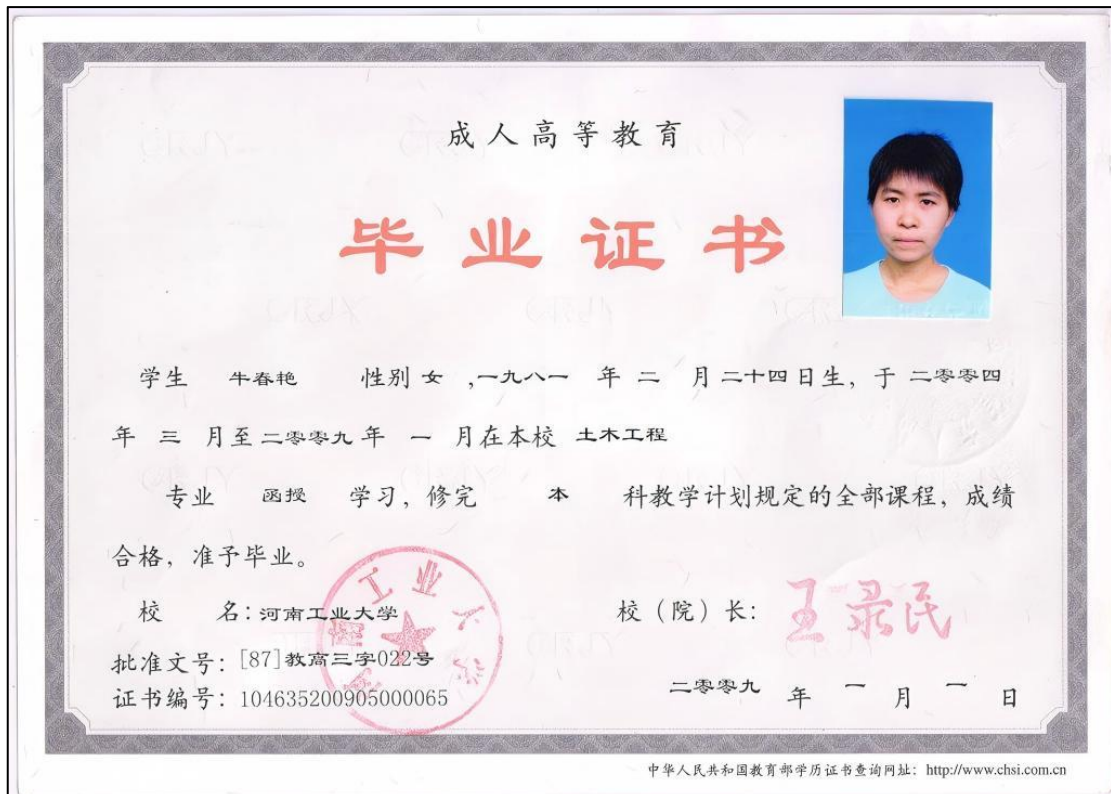 成人高等教育
毕业证书
学生 牛春艳 性别 女 ,一九八一 年 二 月 二十四 日生，于 二零零四
年 三 月至 二零零九 年 一 月在本校 土木工程
专业 函授 学习，修完 本 科教学计划规定的全部课程，成绩
合格，准予毕业。
校 名：河南工业大学 校（院）长：王录民
河南工业大学
批准文号：[87]教高三字022号
证书编号：104635200905000065
二零零九 年 一 月 一 日
中华人民共和国教育部学历证书查询网址：http://www.chsi.com.cn